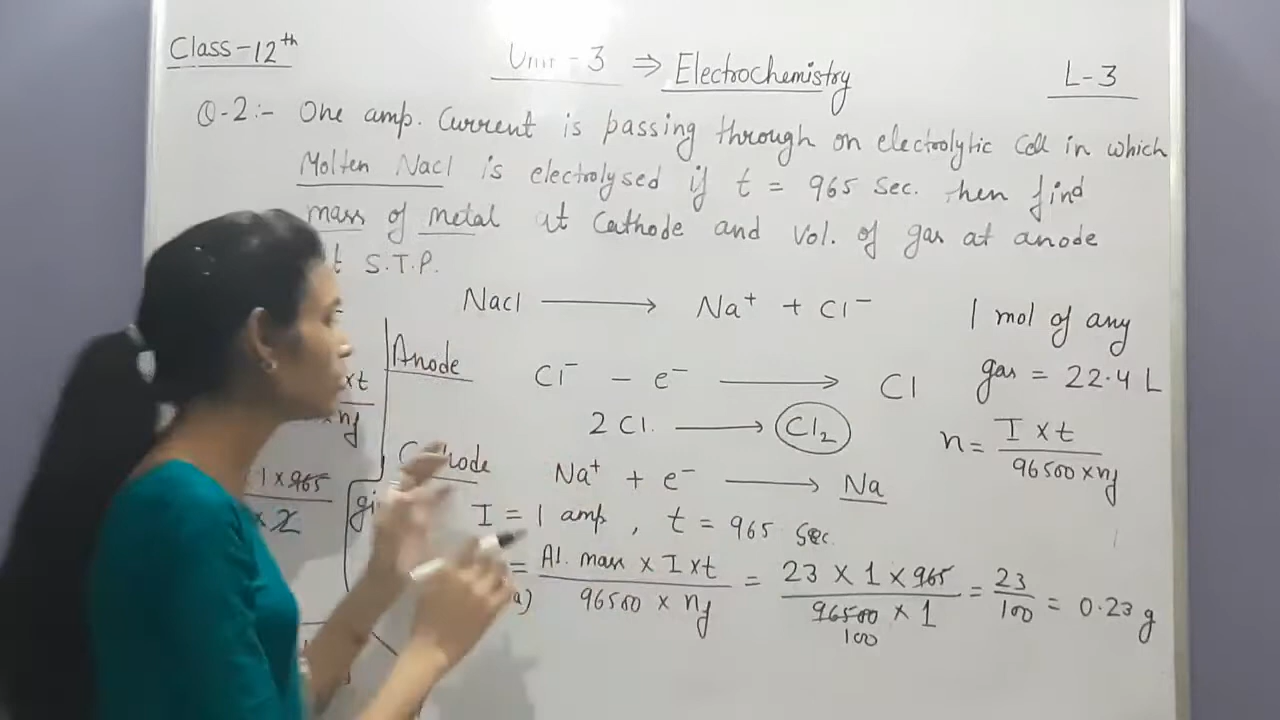 Class-12th
Unit - 3 ⇒ Electrochemistry
L-3
Q-2:- One amp. Current is passing through on electrolytic Cell in which
Molten Nacl is electrolysed if t = 965 Sec. then find
mass of metal at Cathode and Vol. of gas at anode
t S.T.P.
Nacl ⟶ Na⁺ + Cl⁻
Anode
Cl⁻ - e⁻ ⟶ Cl
2 Cl. ⟶ Cl₂
Cathode
Na⁺ + e⁻ ⟶ Na
I = 1 amp, t = 965 Sec.
= At. mass × I × t / 96500 × nf = 23 × 1 × 965 / 96500 × 1 = 23/100 = 0.23 g
100
1 mol of any
gas = 22.4 L
n = I × t / 96500 × nf
×t
nf
1 × 965
× 2